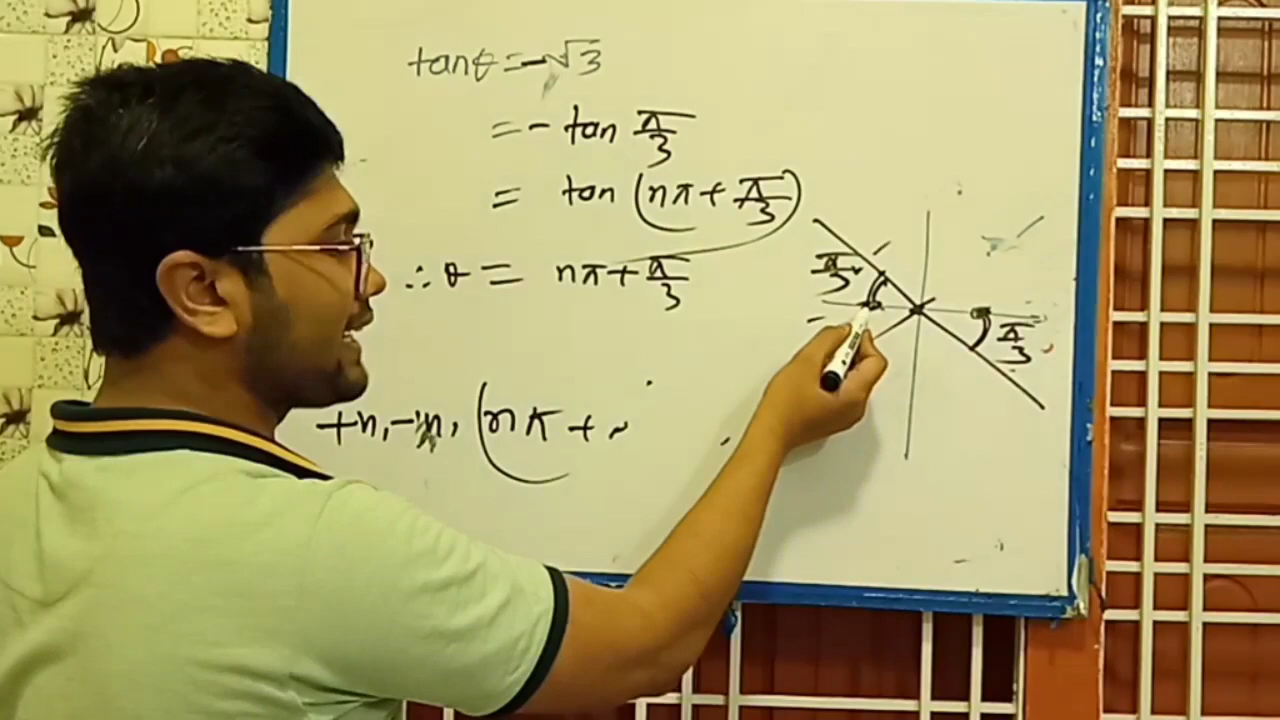 tanθ = -√3
= - tan π/3
= tan (nπ + π/3)
∴ θ = nπ + π/3
+n, -n, (nπ +
π/3
π/3